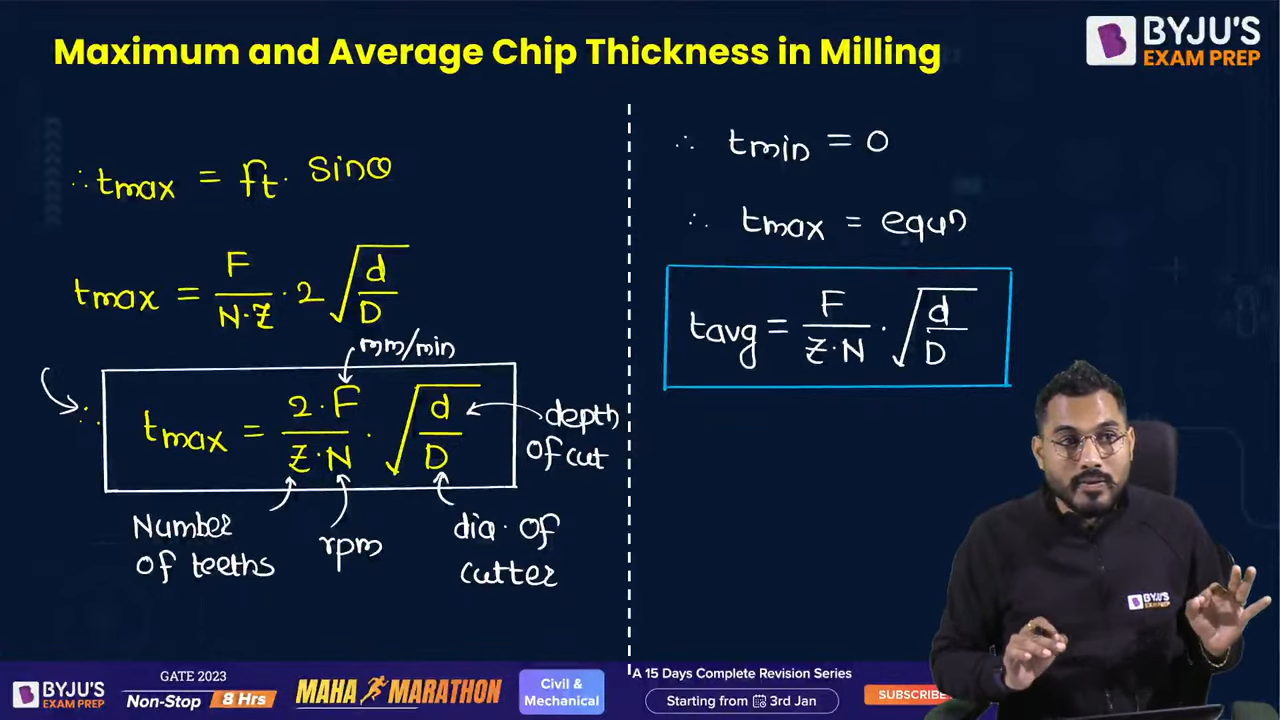 Maximum and Average Chip Thickness in Milling
BYJU'S
EXAM PREP
∴ tmax = ft. Sinθ
tmax = F/(N·Z) · 2 √(d/D)
mm/min
∴ tmax = (2·F)/(Z·N) · √(d/D)
depth
of cut
Number
of teeths
rpm
dia. of
cutter
∴ tmin = 0
∴ tmax = equn
tavg = F/(Z·N) · √(d/D)
BYJU'S
EXAM PREP
BYJU'S
EXAM PREP
GATE 2023
Non-Stop 8 Hrs
MAHA MARATHON
Civil &
Mechanical
A 15 Days Complete Revision Series
Starting from 3rd Jan
SUBSCRIBE